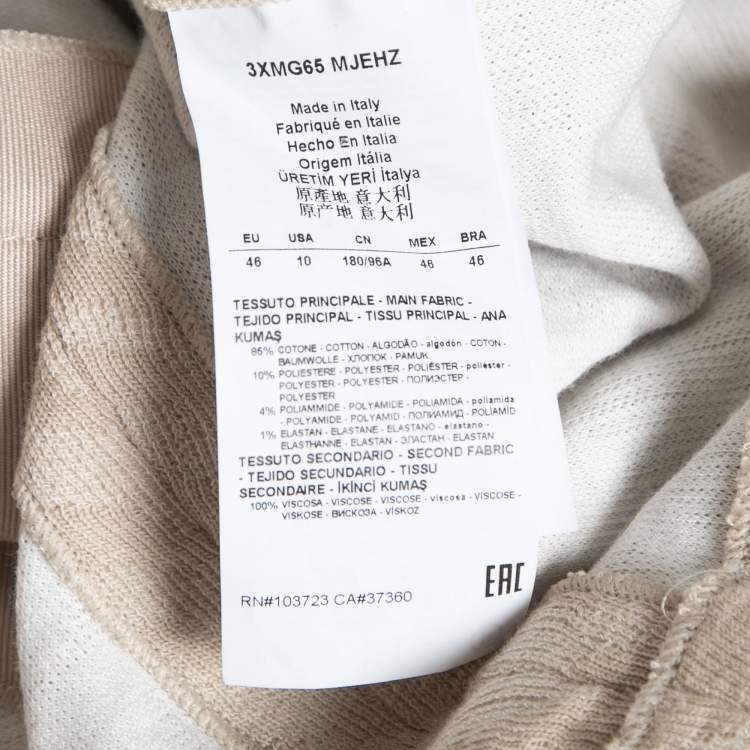 3XMG65 MJEHZ
Made in Italy
Fabriqué en Italie
Hecho En Italia
Origem Itália
ÜRETİM YERİ İtalya
原產地 意大利
原产地 意大利
EU USA CN MEX BRA
46 10 180/96A 46 46
TESSUTO PRINCIPALE - MAIN FABRIC -
TEJIDO PRINCIPAL - TISSU PRINCIPAL - ANA
KUMAŞ
85% COTONE - COTTON - ALGODÃO - algodón - COTON -
BAUMWOLLE - ХЛОПОК - PAMUK
10% POLIESTERE - POLYESTER - POLIÉSTER - poliéster -
POLYESTER - POLYESTER - ПОЛИЭСТЕР -
POLYESTER
4% POLIAMMIDE - POLYAMIDE - POLIAMIDA - poliamida
- POLYAMIDE - POLYAMID - ПОЛИАМИД - POLİAMİD
1% ELASTAN - ELASTANE - ELASTANO - elastano -
ELASTHANNE - ELASTAN - ЭЛАСТАН - ELASTAN
TESSUTO SECONDARIO - SECOND FABRIC
- TEJIDO SECUNDARIO - TISSU
SECONDAIRE - İKİNCİ KUMAŞ
100% VISCOSA - VISCOSE - VISCOSE - viscosa - VISCOSE -
VISKOSE - ВИСКОЗА - VİSKOZ
RN#103723 CA#37360
EAC